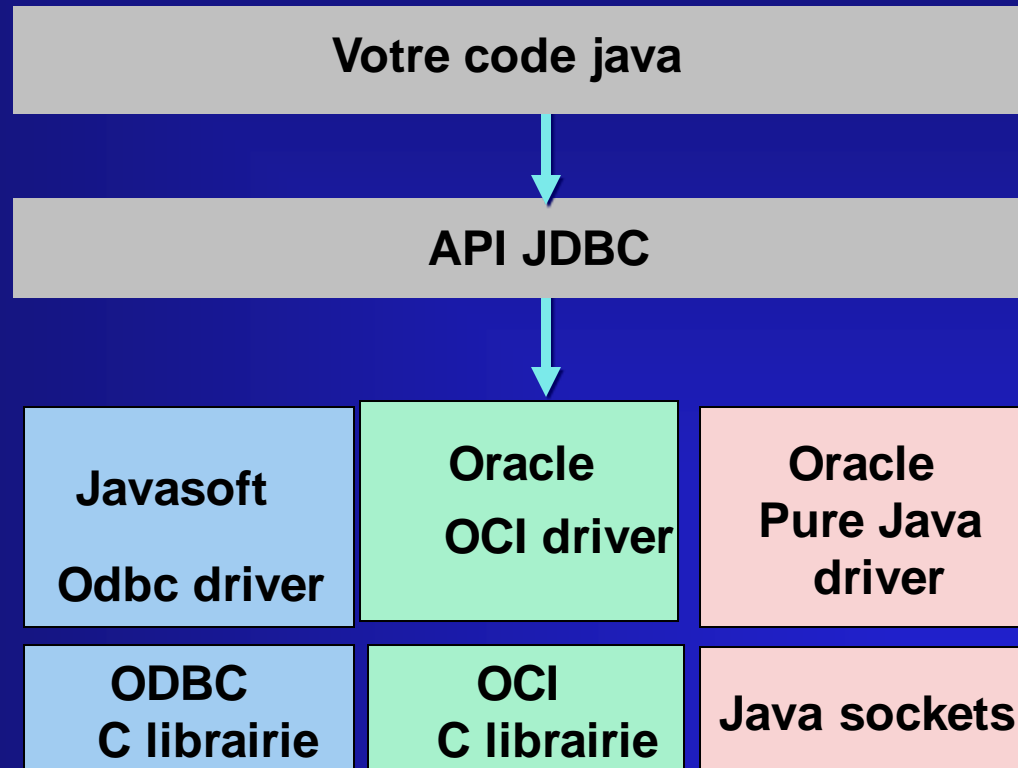 Votre code java
API JDBC
Javasoft
Odbc driver
Oracle
OCI driver
Oracle
Pure Java
driver
ODBC
C librairie
OCI
C librairie
Java sockets